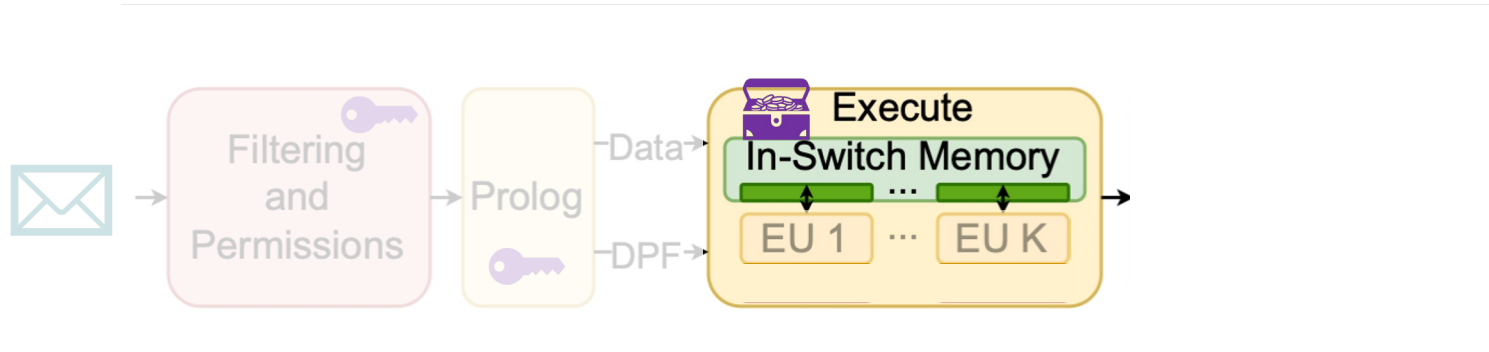 Filtering
and
Permissions
Prolog
Data
DPF
Execute
In-Switch Memory
...
EU 1
...
EU K